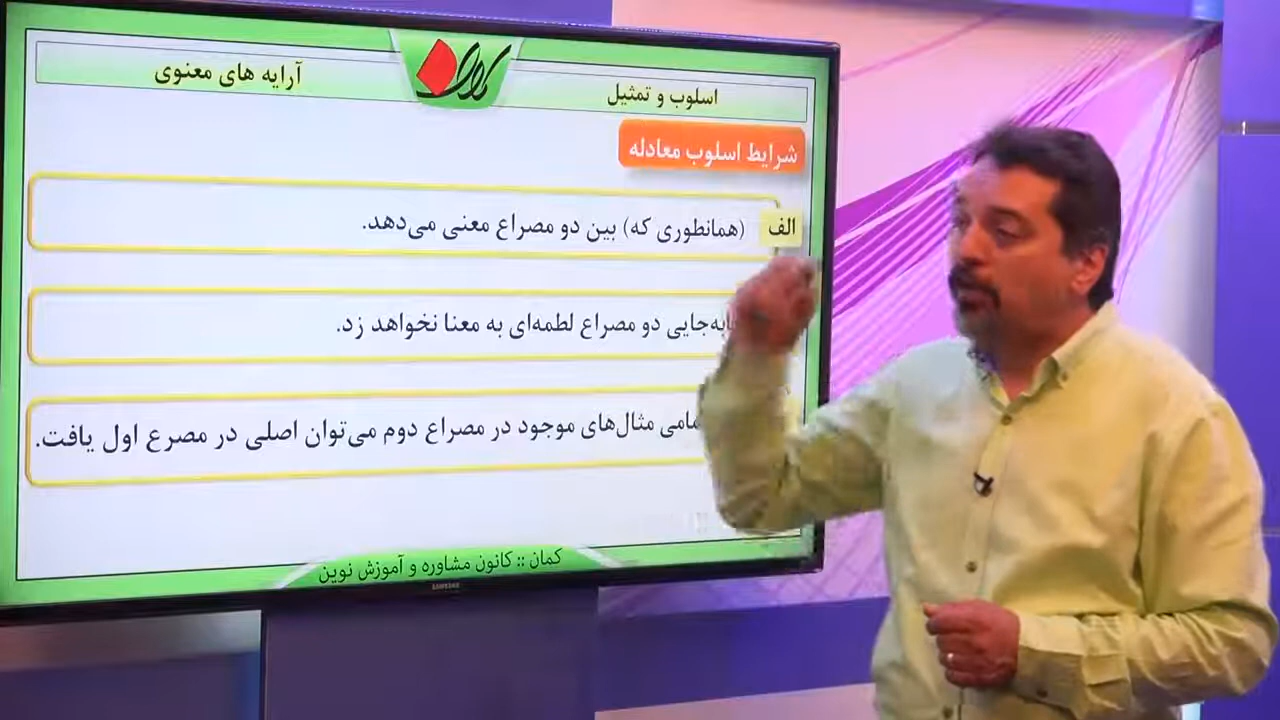 اسلوب و تمثیل
آرایه های معنوی
کمان
شرایط اسلوب معادله
الف
(همانطوری که) بین دو مصراع معنی می‌دهد.
دو مصراع لطمه‌ای به معنا نخواهد زد.
مثال‌های موجود در مصراع دوم می‌توان اصلی در مصرع اول یافت.
کمان :: کانون مشاوره و آموزش نوین
SAMSUNG